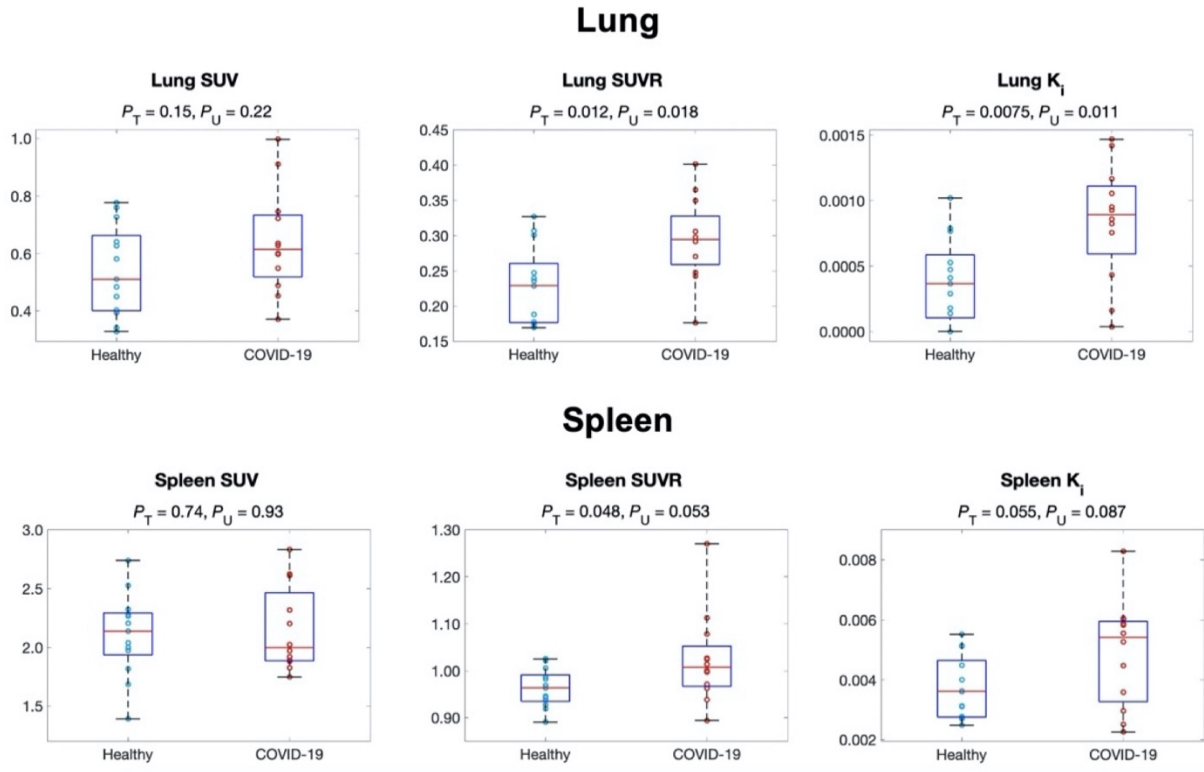 Lung
Lung SUV
P_T = 0.15, P_U = 0.22
1.0
0.8
0.6
0.4
Healthy COVID-19
Lung SUVR
P_T = 0.012, P_U = 0.018
0.45
0.40
0.35
0.30
0.25
0.20
0.15
Healthy COVID-19
Lung K_i
P_T = 0.0075, P_U = 0.011
0.0015
0.0010
0.0005
0.0000
Healthy COVID-19
Spleen
Spleen SUV
P_T = 0.74, P_U = 0.93
3.0
2.5
2.0
1.5
Healthy COVID-19
Spleen SUVR
P_T = 0.048, P_U = 0.053
1.30
1.20
1.10
1.00
0.90
Healthy COVID-19
Spleen K_i
P_T = 0.055, P_U = 0.087
0.008
0.006
0.004
0.002
Healthy COVID-19